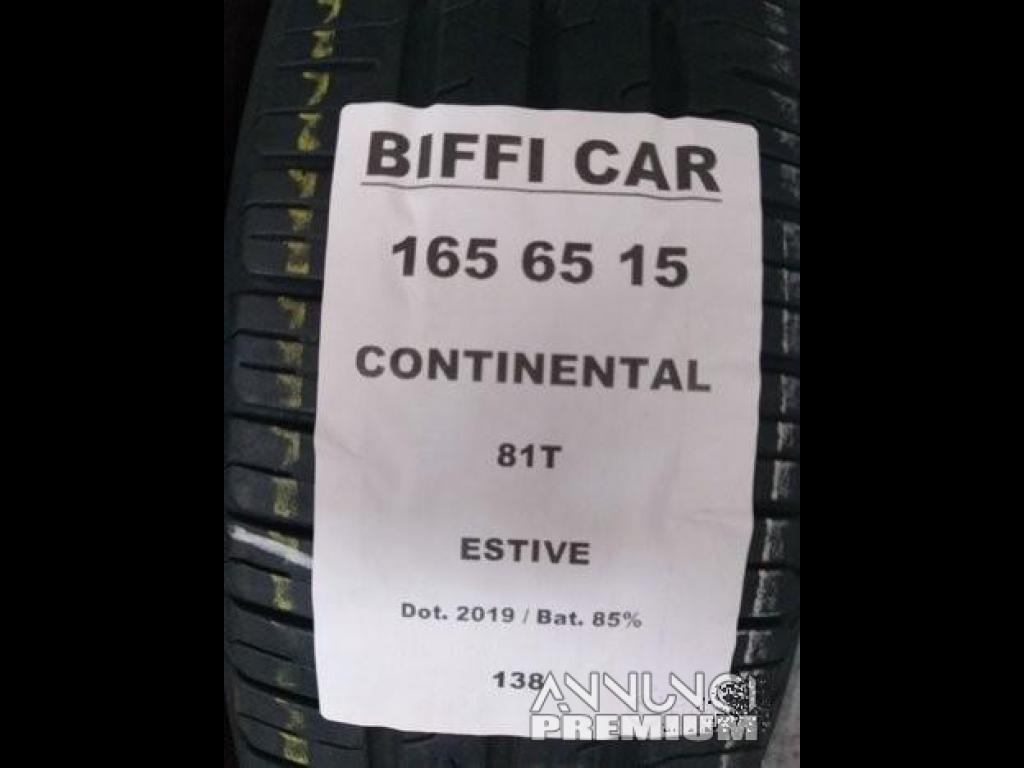 BIFFI CAR
165 65 15
CONTINENTAL
81T
ESTIVE
Dot. 2019 / Bat. 85%
138
ANNUNCI
PREMIUM